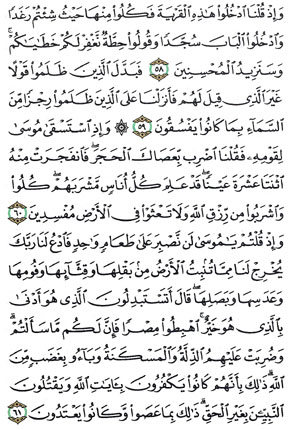 وَإِذْ قُلْنَا ٱدْخُلُوا۟ هَٰذِهِ ٱلْقَرْيَةَ فَكُلُوا۟ مِنْهَا حَيْثُ شِئْتُمْ رَغَدًا
وَٱدْخُلُوا۟ ٱلْبَابَ سُجَّدًا وَقُولُوا۟ حِطَّةٌ نَّغْفِرْ لَكُمْ خَطَٰيَٰكُمْ ۚ
وَسَنَزِيدُ ٱلْمُحْسِنِينَ ٥٨ فَبَدَّلَ ٱلَّذِينَ ظَلَمُوا۟ قَوْلًا
غَيْرَ ٱلَّذِى قِيلَ لَهُمْ فَأَنزَلْنَا عَلَى ٱلَّذِينَ ظَلَمُوا۟ رِجْزًا مِّنَ
ٱلسَّمَآءِ بِمَا كَانُوا۟ يَفْسُقُونَ ٥٩ ۞ وَإِذِ ٱسْتَسْقَىٰ مُوسَىٰ
لِقَوْمِهِۦ فَقُلْنَا ٱضْرِب بِّعَصَاكَ ٱلْحَجَرَ ۖ فَٱنفَجَرَتْ مِنْهُ
ٱثْنَتَا عَشْرَةَ عَيْنًا ۖ قَدْ عَلِمَ كُلُّ أُنَاسٍ مَّشْرَبَهُمْ ۖ كُلُوا۟
وَٱشْرَبُوا۟ مِن رِّزْقِ ٱللَّهِ وَلَا تَعْثَوْا۟ فِى ٱلْأَرْضِ مُفْسِدِينَ ٦٠
وَإِذْ قُلْتُمْ يَٰمُوسَىٰ لَن نَّصْبِرَ عَلَىٰ طَعَامٍ وَٰحِدٍ فَٱدْعُ لَنَا رَبَّكَ
يُخْرِجْ لَنَا مِمَّا تُنۢبِتُ ٱلْأَرْضُ مِنۢ بَقْلِهَا وَقِثَّآئِهَا وَفُومِهَا
وَعَدَسِهَا وَبَصَلِهَا ۖ قَالَ أَتَسْتَبْدِلُونَ ٱلَّذِى هُوَ أَدْنَىٰ
بِٱلَّذِى هُوَ خَيْرٌ ۚ ٱهْبِطُوا۟ مِصْرًا فَإِنَّ لَكُم مَّا سَأَلْتُمْ ۗ
وَضُرِبَتْ عَلَيْهِمُ ٱلذِّلَّةُ وَٱلْمَسْكَنَةُ وَبَآءُو بِغَضَبٍ مِّنَ
ٱللَّهِ ۗ ذَٰلِكَ بِأَنَّهُمْ كَانُوا۟ يَكْفُرُونَ بِـَٔايَٰتِ ٱللَّهِ وَيَقْتُلُونَ
ٱلنَّبِيِّۦنَ بِغَيْرِ ٱلْحَقِّ ۗ ذَٰلِكَ بِمَا عَصَوا۟ وَّكَانُوا۟ يَعْتَدُونَ ٦١